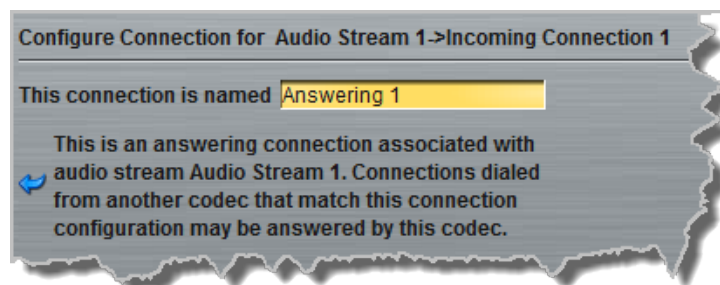 Configure Connection for Audio Stream 1->Incoming Connection 1
This connection is named Answering 1
This is an answering connection associated with
audio stream Audio Stream 1. Connections dialed
from another codec that match this connection
configuration may be answered by this codec.